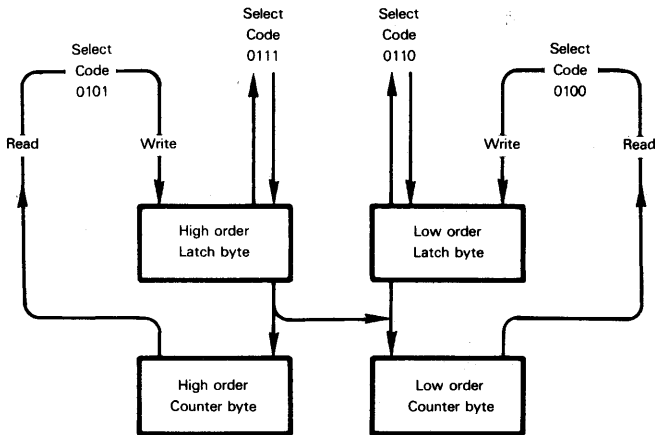 Select
Code
0101
Select
Code
0111
Select
Code
0110
Select
Code
0100
Read
Write
Write
Read
High order
Latch byte
Low order
Latch byte
High order
Counter byte
Low order
Counter byte